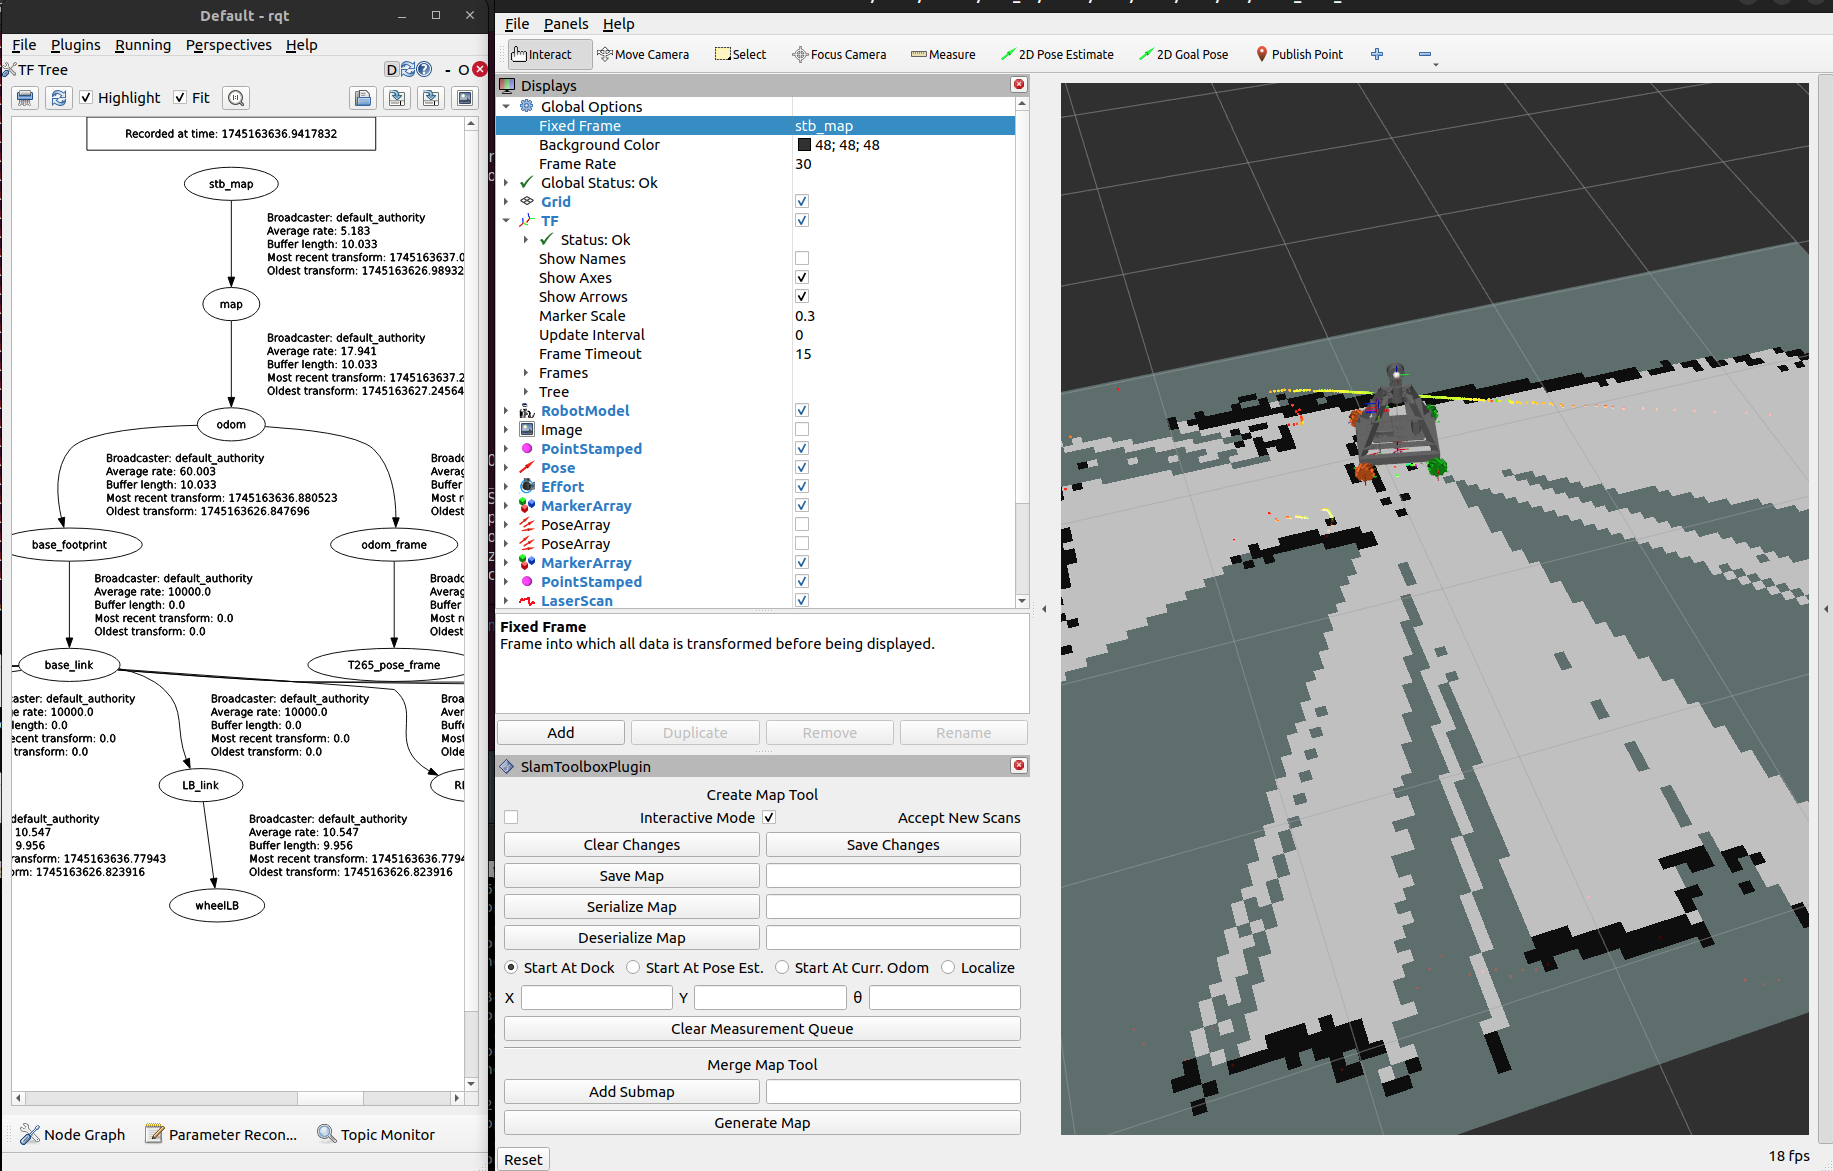 Default - rqt
File Plugins Running Perspectives Help
TF Tree
D
- O
Highlight Fit
Recorded at time: 1745163636.9417832
stb_map
Broadcaster: default_authority
Average rate: 5.183
Buffer length: 10.033
Most recent transform: 1745163637.0
Oldest transform: 1745163626.98932
map
Broadcaster: default_authority
Average rate: 17.941
Buffer length: 10.033
Most recent transform: 1745163637.2
Oldest transform: 1745163627.24564
odom
Broadcaster: default_authority
Average rate: 60.003
Buffer length: 10.033
Most recent transform: 1745163636.880523
Oldest transform: 1745163626.847696
Broadc
Averag
Buffer
Most re
Oldest
base_footprint
odom_frame
Broadcaster: default_authority
Average rate: 10000.0
Buffer length: 0.0
Most recent transform: 0.0
Oldest transform: 0.0
Broadc
Averag
Buffer
Most re
Oldest
base_link
T265_pose_frame
caster: default_authority
ge rate: 10000.0
length: 0.0
ecent transform: 0.0
transform: 0.0
Broadcaster: default_authority
Average rate: 10000.0
Buffer length: 0.0
Most recent transform: 0.0
Oldest transform: 0.0
Broa
Aver
Buffe
Most
Olde
LB_link
default_authority
10.547
9.956
ransform: 1745163636.77943
orm: 1745163626.823916
Broadcaster: default_authority
Average rate: 10.547
Buffer length: 9.956
Most recent transform: 1745163636.7794
Oldest transform: 1745163626.823916
wheelLB
Node Graph Parameter Recon... Topic Monitor
File Panels Help
Interact Move Camera Select Focus Camera Measure 2D Pose Estimate 2D Goal Pose Publish Point
Displays
Global Options
Fixed Frame stb_map
Background Color 48; 48; 48
Frame Rate 30
Global Status: Ok
Grid
TF
Status: Ok
Show Names
Show Axes
Show Arrows
Marker Scale 0.3
Update Interval 0
Frame Timeout 15
Frames
Tree
RobotModel
Image
PointStamped
Pose
Effort
MarkerArray
PoseArray
PoseArray
MarkerArray
PointStamped
LaserScan
Fixed Frame
Frame into which all data is transformed before being displayed.
Add Duplicate Remove Rename
SlamToolboxPlugin
Create Map Tool
Interactive Mode Accept New Scans
Clear Changes Save Changes
Save Map
Serialize Map
Deserialize Map
Start At Dock Start At Pose Est. Start At Curr. Odom Localize
X Y θ
Clear Measurement Queue
Merge Map Tool
Add Submap
Generate Map
Reset
18 fps